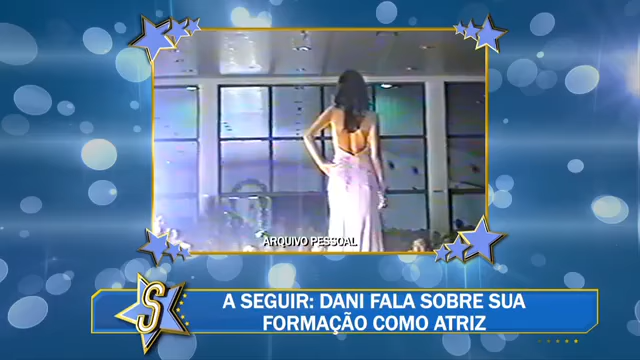 ARQUIVO PESSOAL
S
A SEGUIR: DANI FALA SOBRE SUA
FORMAÇÃO COMO ATRIZ